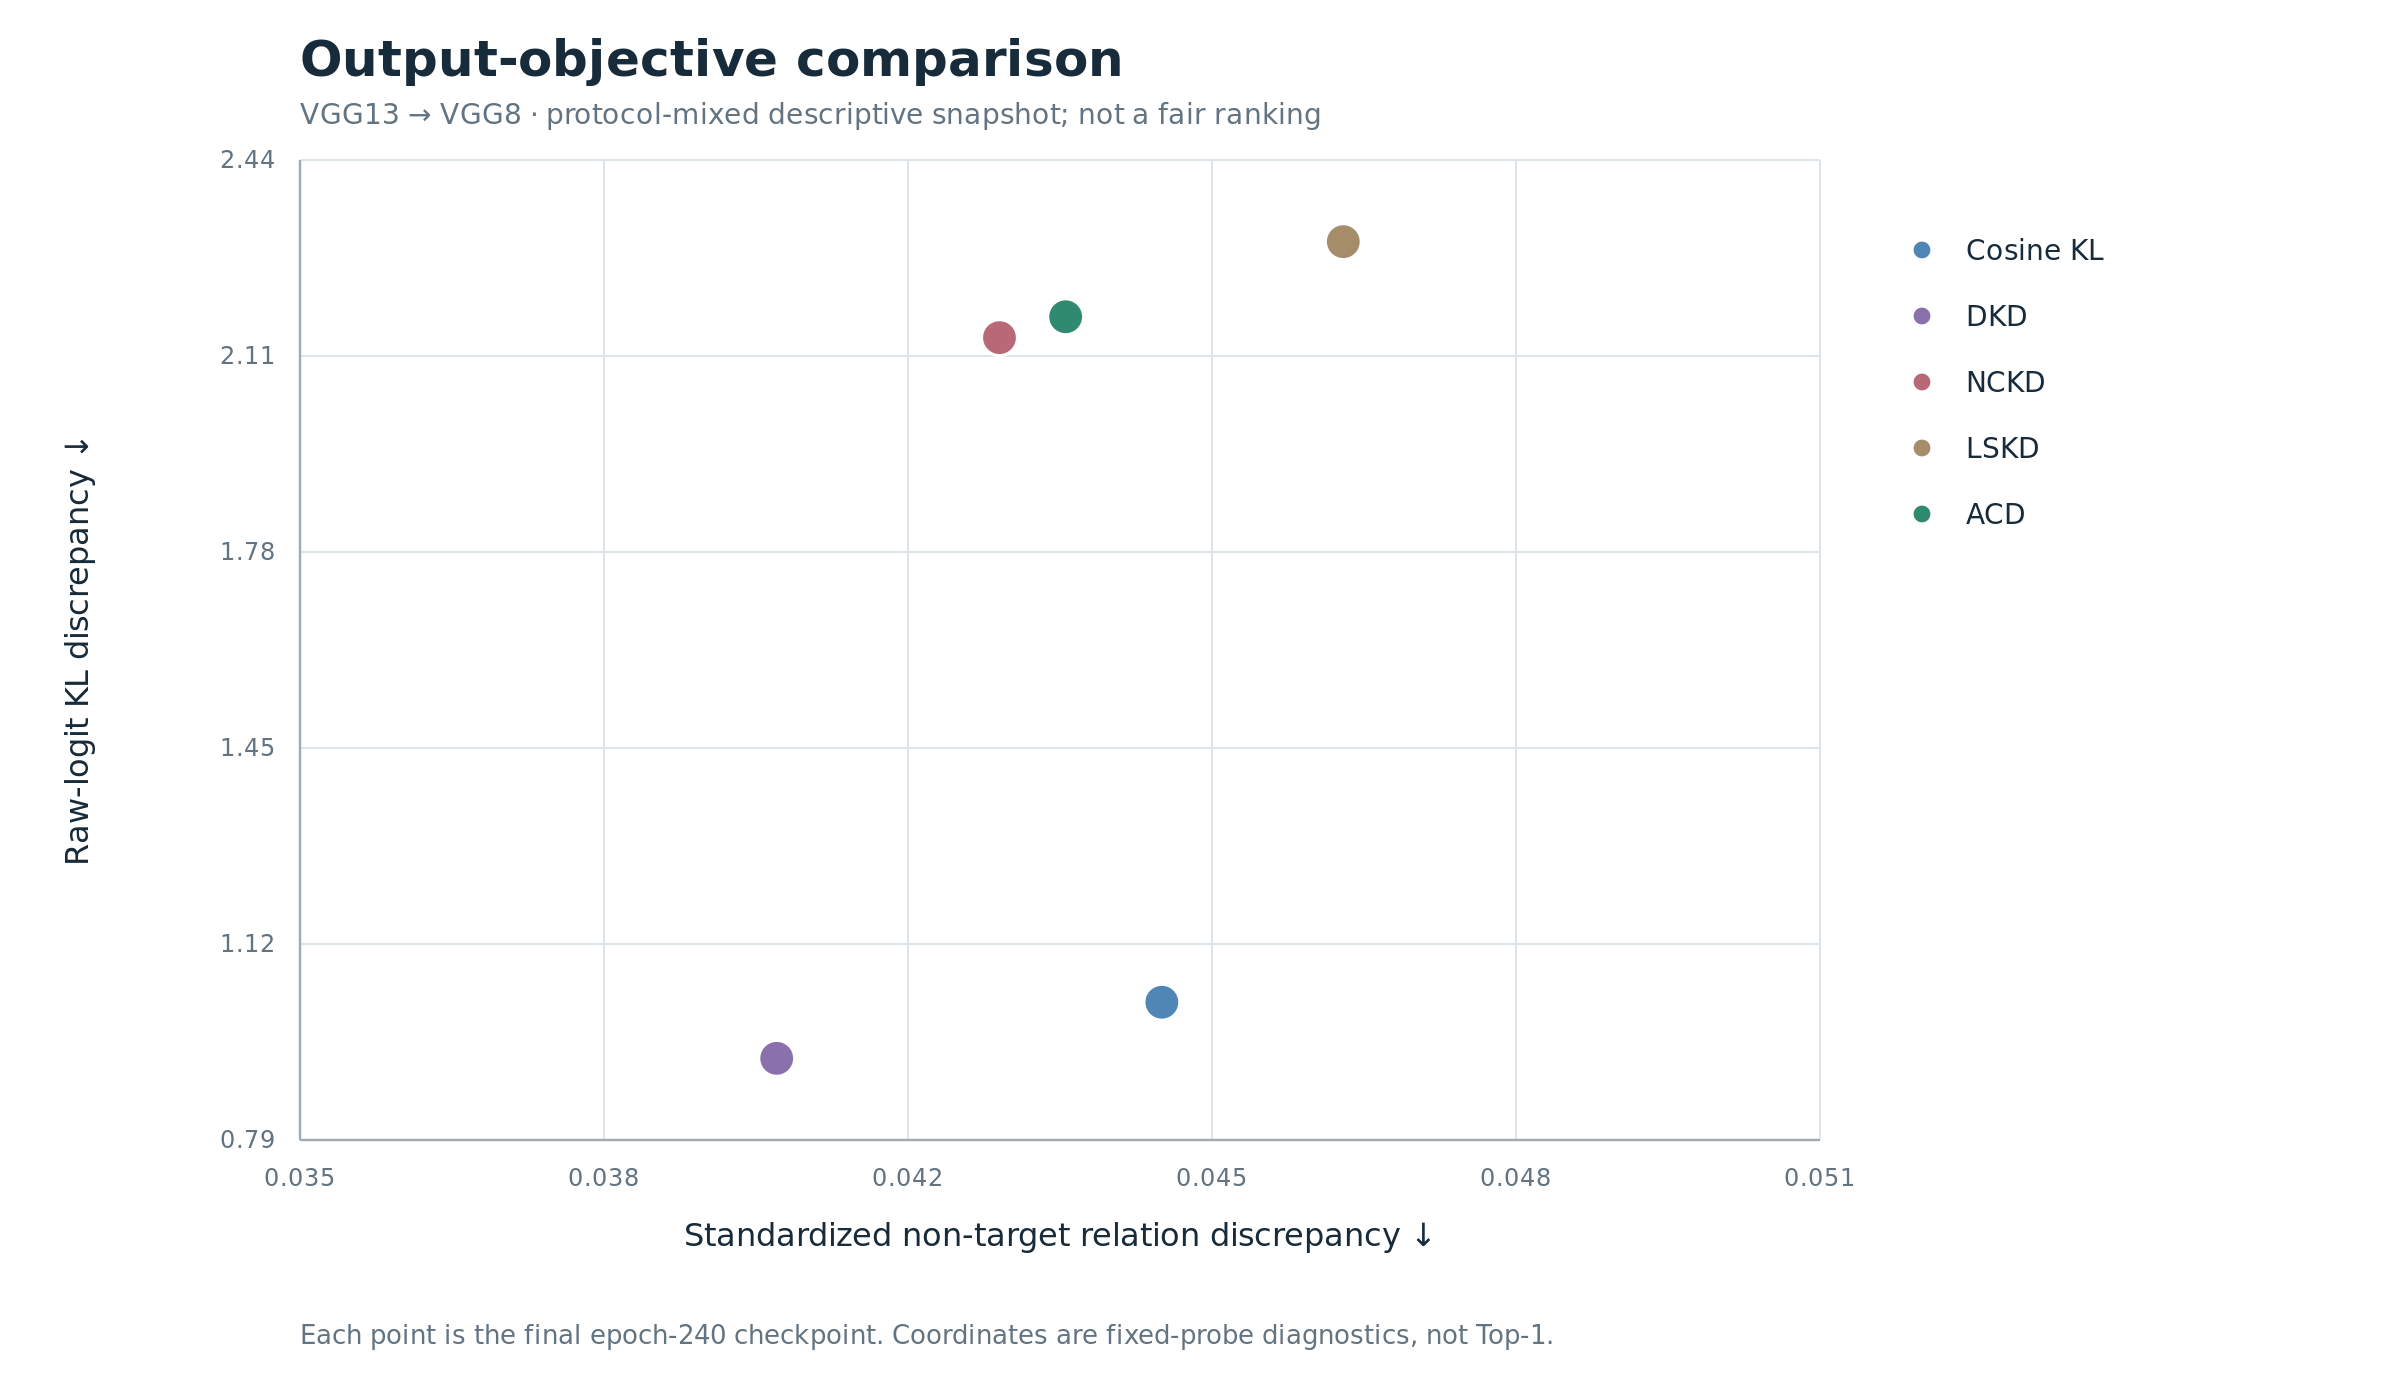 Output-objective comparison
VGG13 → VGG8 · protocol-mixed descriptive snapshot; not a fair ranking
2.44
2.11
1.78
1.45
1.12
0.79
Raw-logit KL discrepancy ↓
0.035
0.038
0.042
0.045
0.048
0.051
Standardized non-target relation discrepancy ↓
Cosine KL
DKD
NCKD
LSKD
ACD
Each point is the final epoch-240 checkpoint. Coordinates are fixed-probe diagnostics, not Top-1.